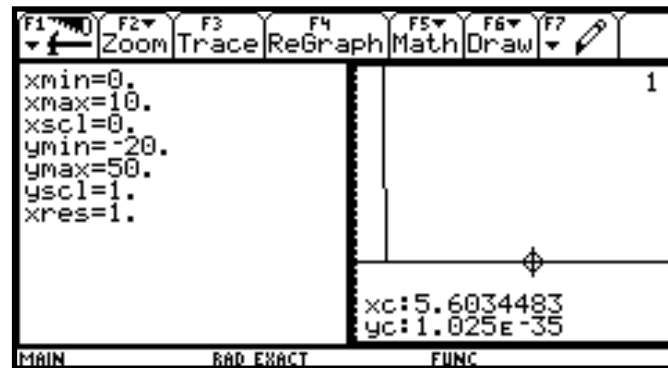 F1 F2 F3 F4 F5 F6 F7
Zoom Trace ReGraph Math Draw
xmin=0.
xmax=10.
xscl=0.
ymin=-20.
ymax=50.
yscl=1.
xres=1.
1
xc:5.6034483
yc:1.025E-35
MAIN RAD EXACT FUNC